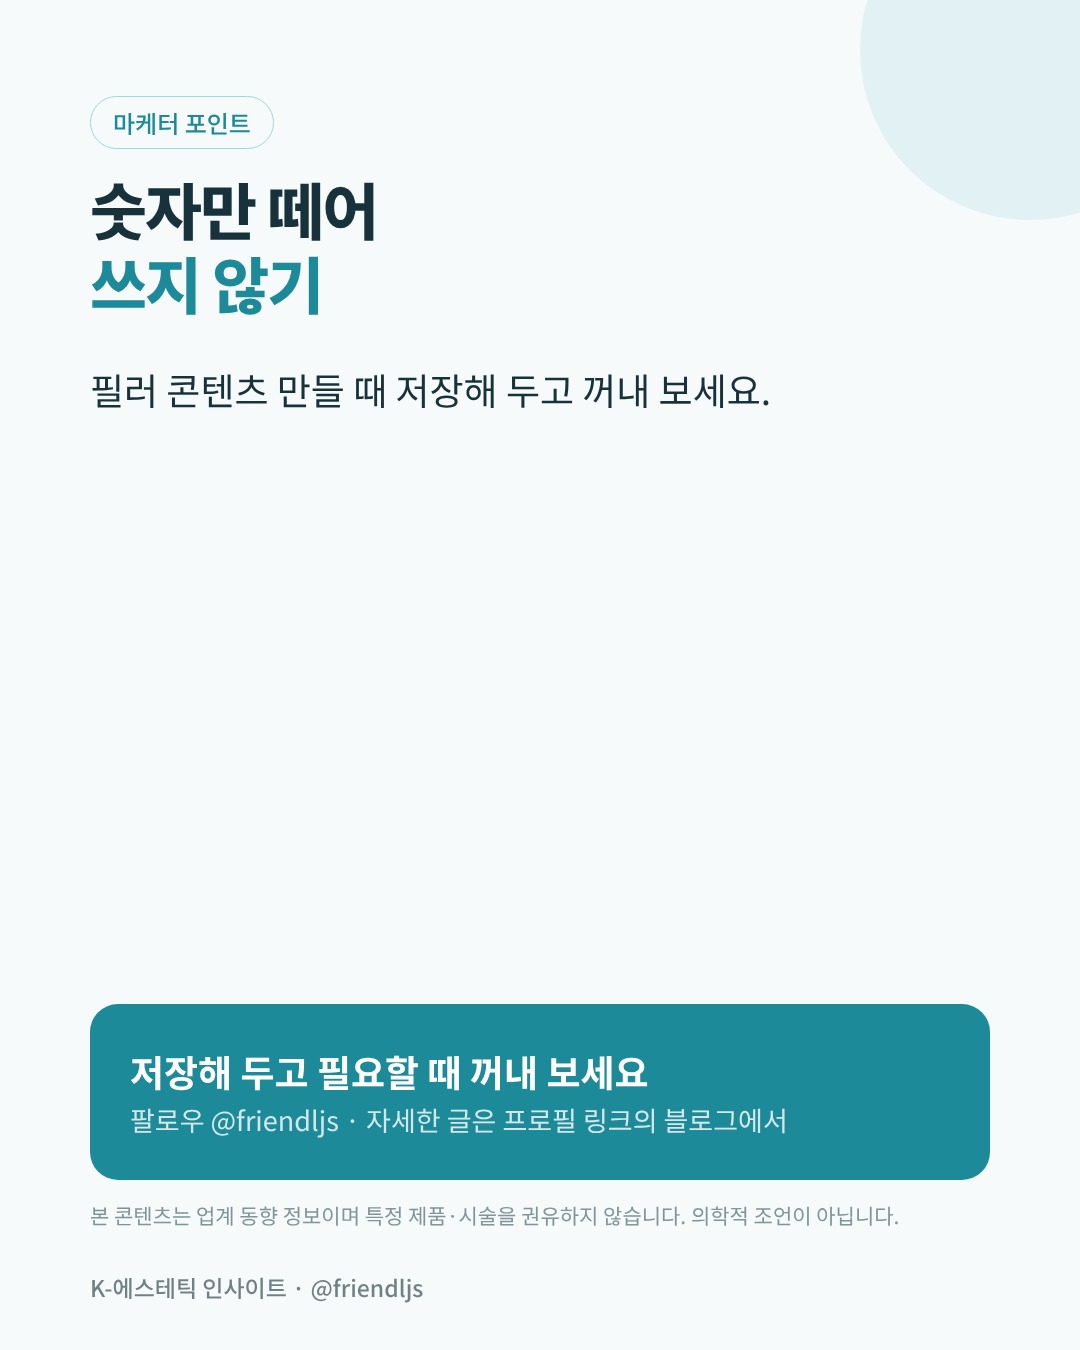 마케터 포인트
숫자만 떼어
쓰지 않기
필러 콘텐츠 만들 때 저장해 두고 꺼내 보세요.
저장해 두고 필요할 때 꺼내 보세요
팔로우 @friendljs · 자세한 글은 프로필 링크의 블로그에서
본 콘텐츠는 업계 동향 정보이며 특정 제품·시술을 권유하지 않습니다. 의학적 조언이 아닙니다.
K-에스테틱 인사이트 · @friendljs